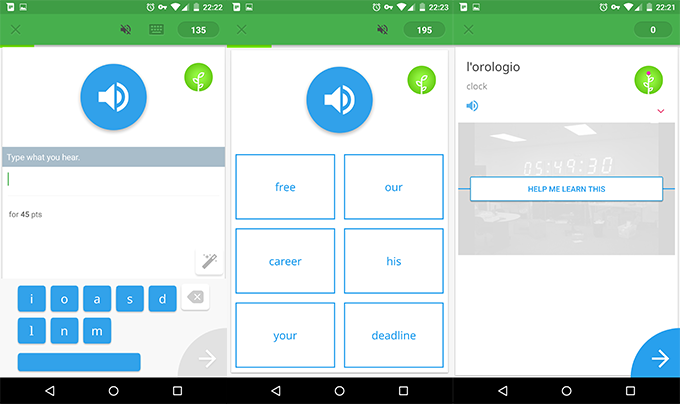 22:22
135
Type what you hear.
for 45 pts
i o a s d
l n m
22:23
195
free our
career his
your deadline
22:21
0
l'orologio
clock
05:49:30
HELP ME LEARN THIS